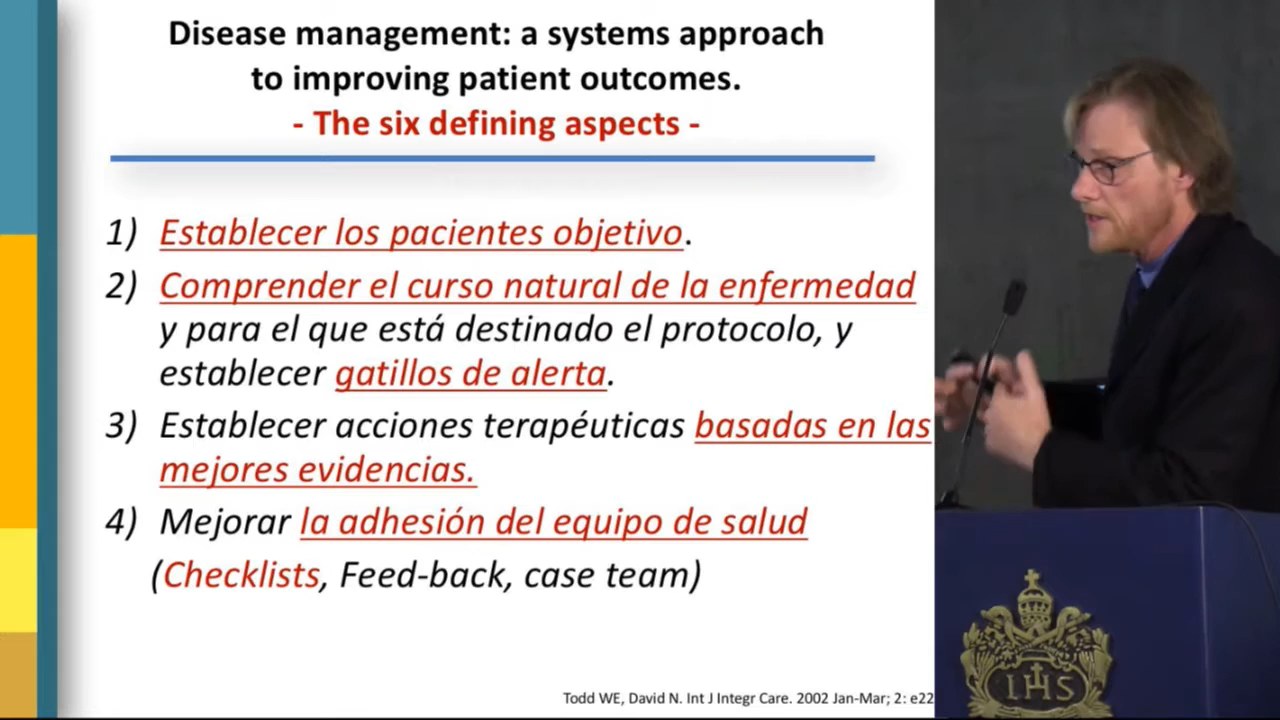 Disease management: a systems approach
to improving patient outcomes.
- The six defining aspects -
1) Establecer los pacientes objetivo.
2) Comprender el curso natural de la enfermedad
y para el que está destinado el protocolo, y
establecer gatillos de alerta.
3) Establecer acciones terapéuticas basadas en las
mejores evidencias.
4) Mejorar la adhesión del equipo de salud
(Checklists, Feed-back, case team)
Todd WE, David N. Int J Integr Care. 2002 Jan-Mar; 2: e22
IHS